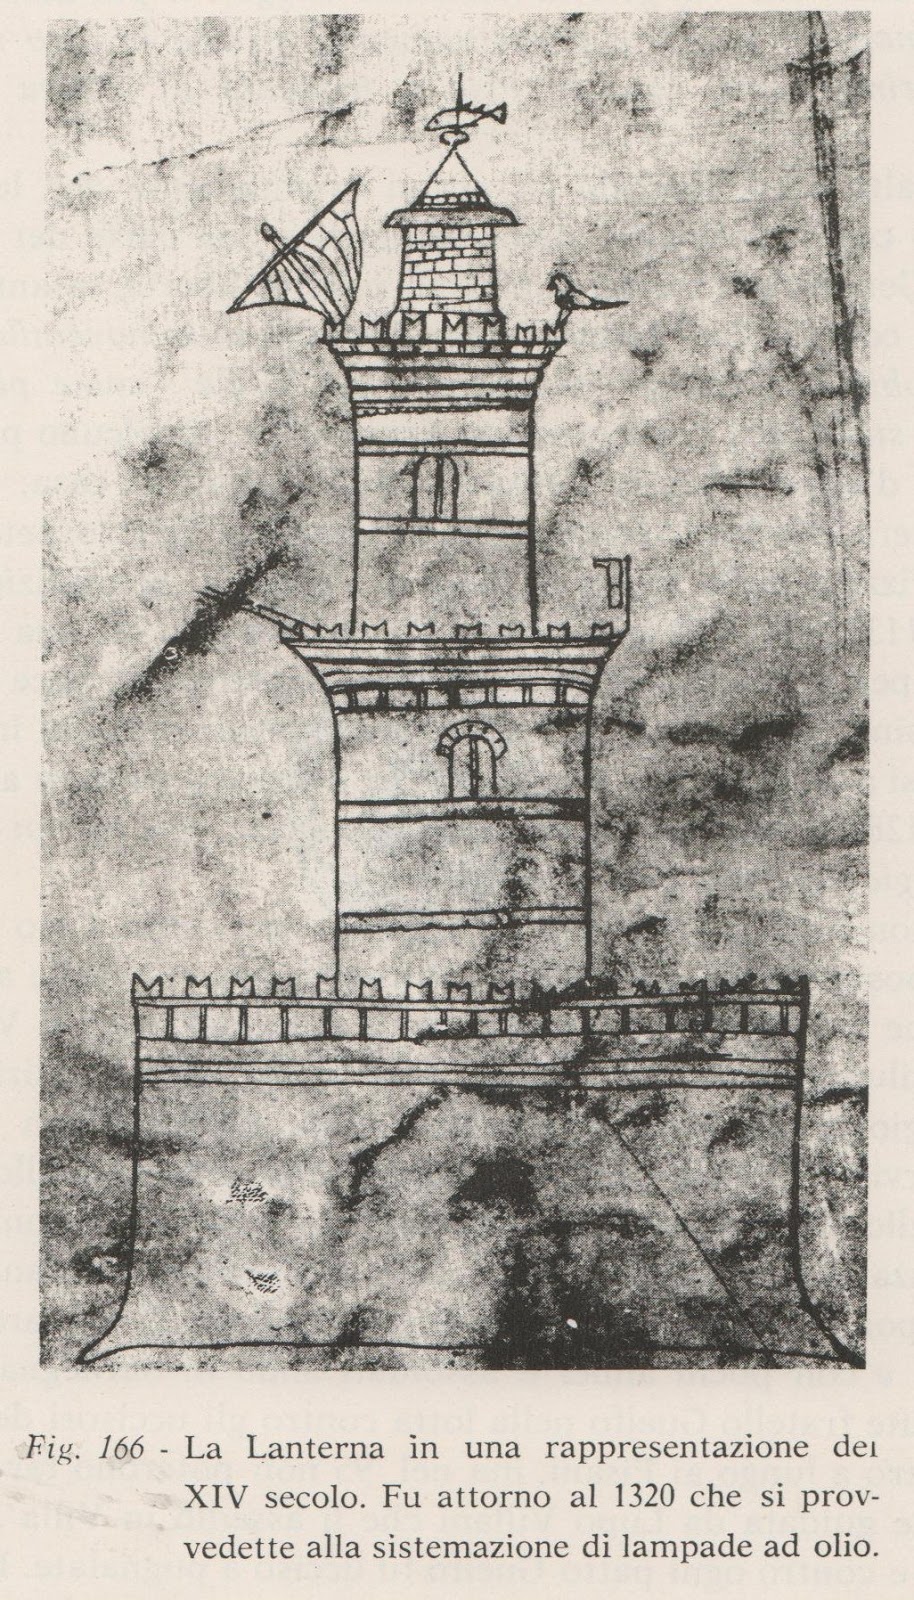 Fig. 166 - La Lanterna in una rappresentazione del
XIV secolo. Fu attorno al 1320 che si prov-
vedette alla sistemazione di lampade ad olio.